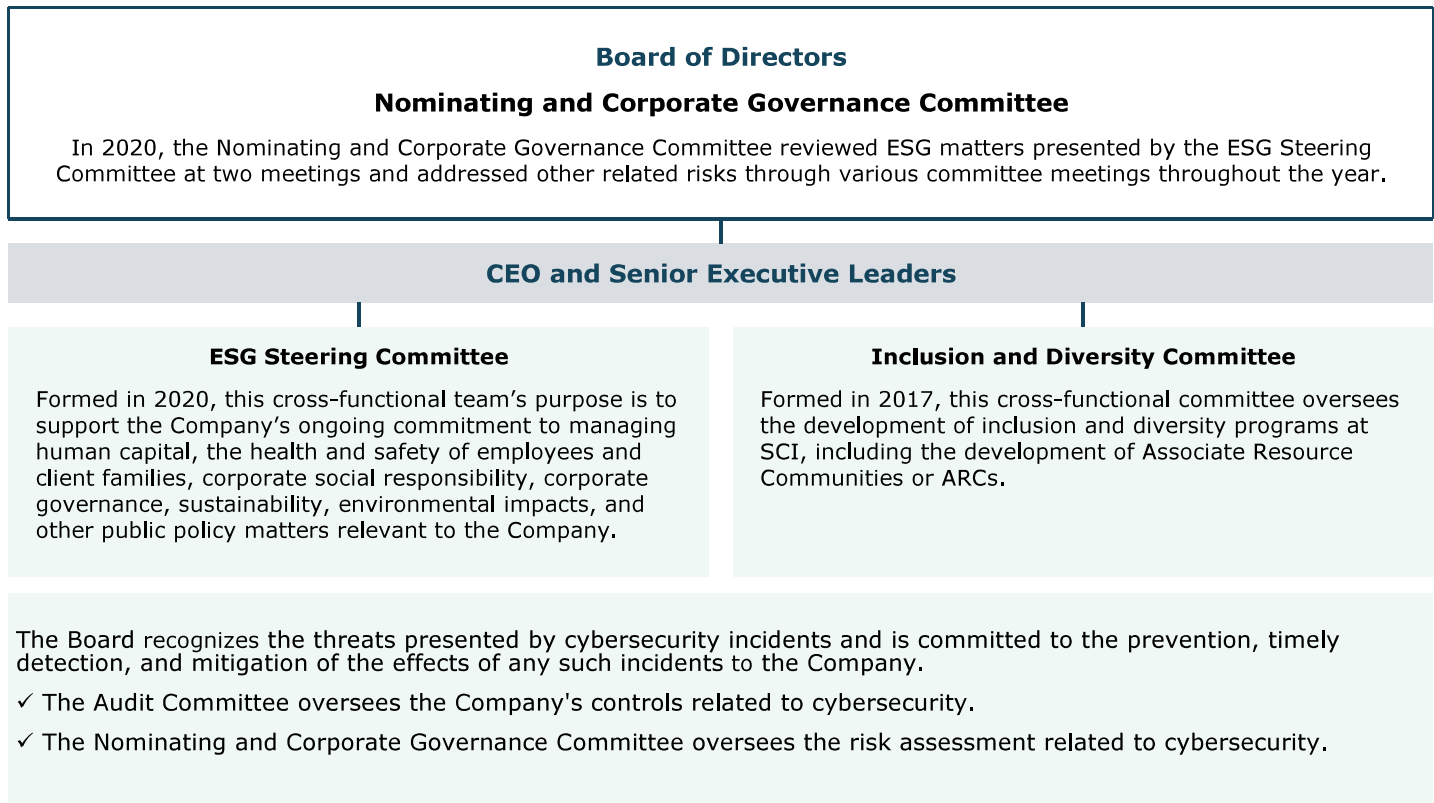 Board of Directors
Nominating and Corporate Governance Committee
In 2020, the Nominating and Corporate Governance Committee reviewed ESG matters presented by the ESG Steering
Committee at two meetings and addressed other related risks through various committee meetings throughout the year.
CEO and Senior Executive Leaders
ESG Steering Committee
Formed in 2020, this cross-functional team’s purpose is to
support the Company’s ongoing commitment to managing
human capital, the health and safety of employees and
client families, corporate social responsibility, corporate
governance, sustainability, environmental impacts, and
other public policy matters relevant to the Company.
Inclusion and Diversity Committee
Formed in 2017, this cross-functional committee oversees
the development of inclusion and diversity programs at
SCI, including the development of Associate Resource
Communities or ARCs.
The Board recognizes the threats presented by cybersecurity incidents and is committed to the prevention, timely
detection, and mitigation of the effects of any such incidents to the Company.
✓ The Audit Committee oversees the Company's controls related to cybersecurity.
✓ The Nominating and Corporate Governance Committee oversees the risk assessment related to cybersecurity.